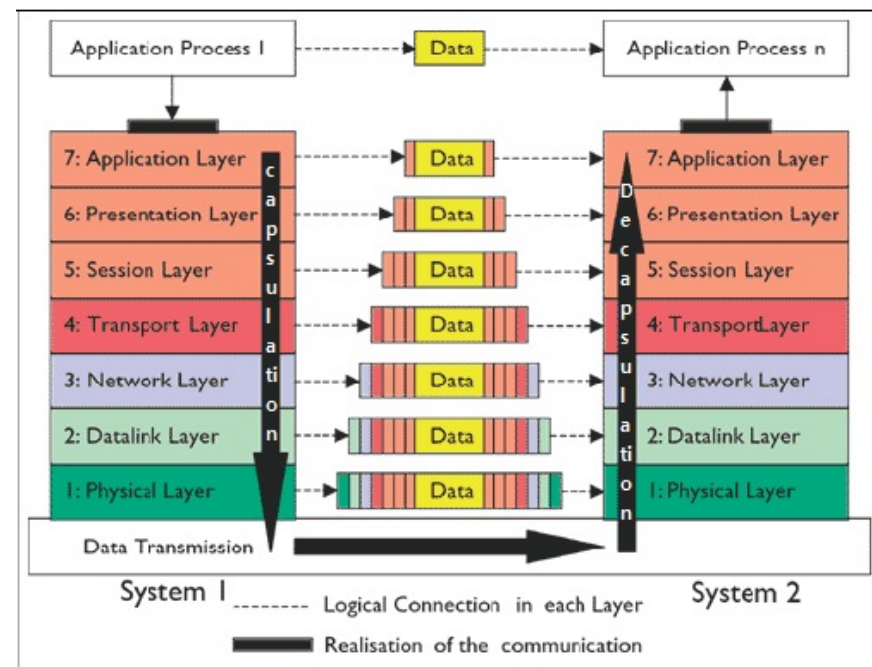 Application Process 1
Data
Application Process n
7: Application Layer
Data
7: Application Layer
6: Presentation Layer
Data
6: Presentation Layer
5: Session Layer
Data
5: Session Layer
4: Transport Layer
Data
4: TransportLayer
3: Network Layer
Data
3: Network Layer
2: Datalink Layer
Data
2: Datalink Layer
1: Physical Layer
Data
1: Physical Layer
capsulation
Decapsulation
Data Transmission
System 1
System 2
Logical Connection in each Layer
Realisation of the communication